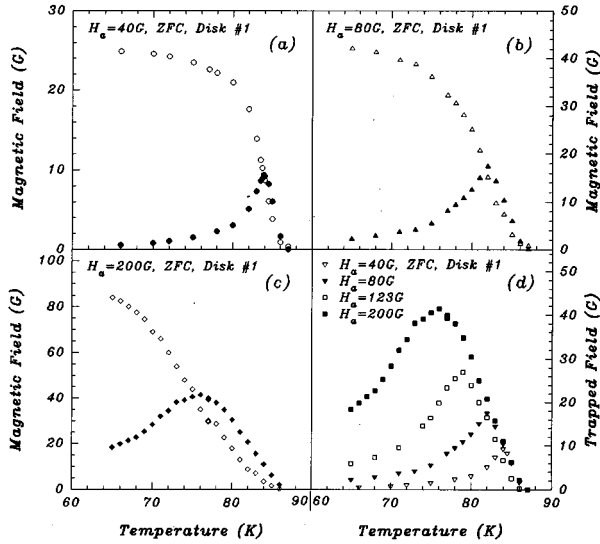 H_a=40G, ZFC, Disk #1
(a)
H_a=80G, ZFC, Disk #1
(b)
Magnetic Field (G)
30
20
10
0
50
40
30
20
10
0
Magnetic Field (G)
H_a=200G, ZFC, Disk #1
(c)
▽ H_a=40G, ZFC, Disk #1
▼ H_a=80G
□ H_a=123G
■ H_a=200G
(d)
Magnetic Field (G)
100
80
60
40
20
0
50
40
30
20
10
0
Trapped Field (G)
60 70 80 90 60 70 80 90
Temperature (K)
Temperature (K)